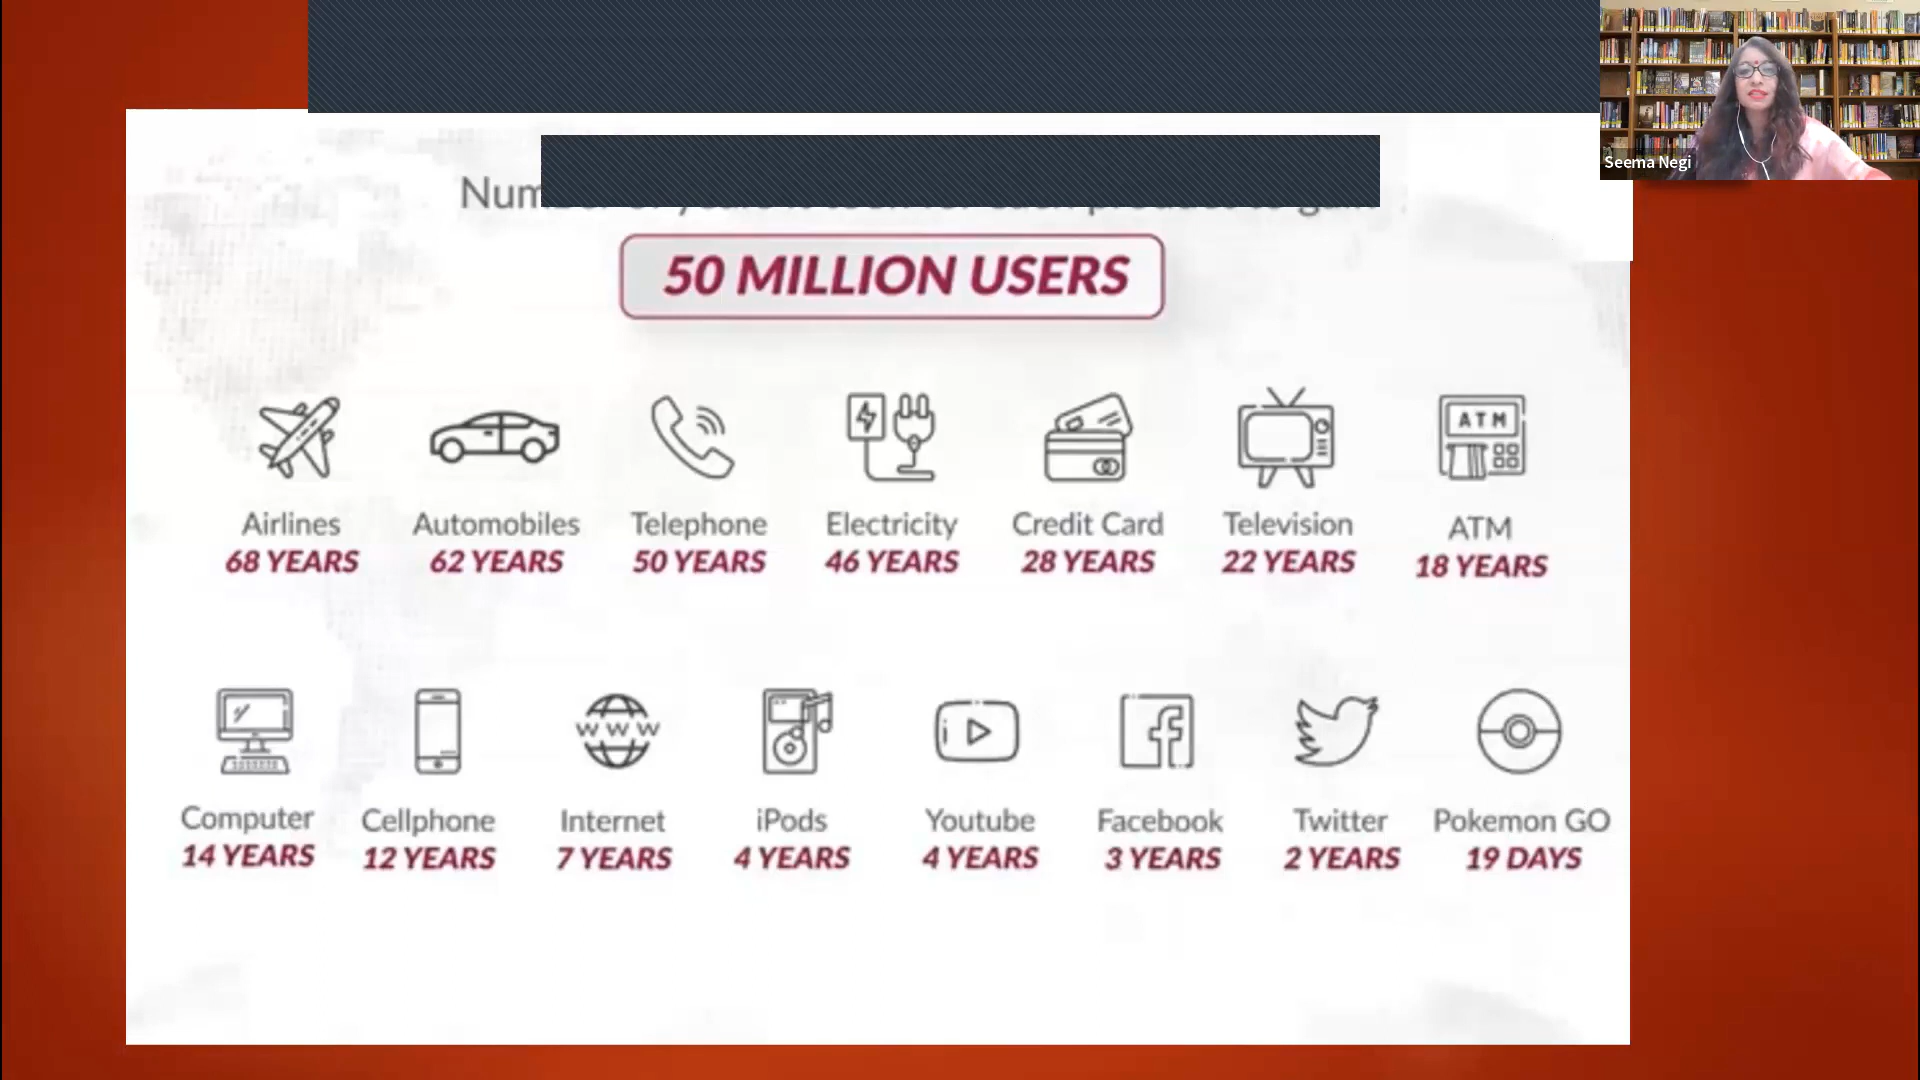 Seema Negi
50 MILLION USERS
ATM
Airlines Automobiles Telephone Electricity Credit Card Television ATM
68 YEARS 62 YEARS 50 YEARS 46 YEARS 28 YEARS 22 YEARS 18 YEARS
W W W
Computer Cellphone Internet iPods Youtube Facebook Twitter Pokemon GO
14 YEARS 12 YEARS 7 YEARS 4 YEARS 4 YEARS 3 YEARS 2 YEARS 19 DAYS